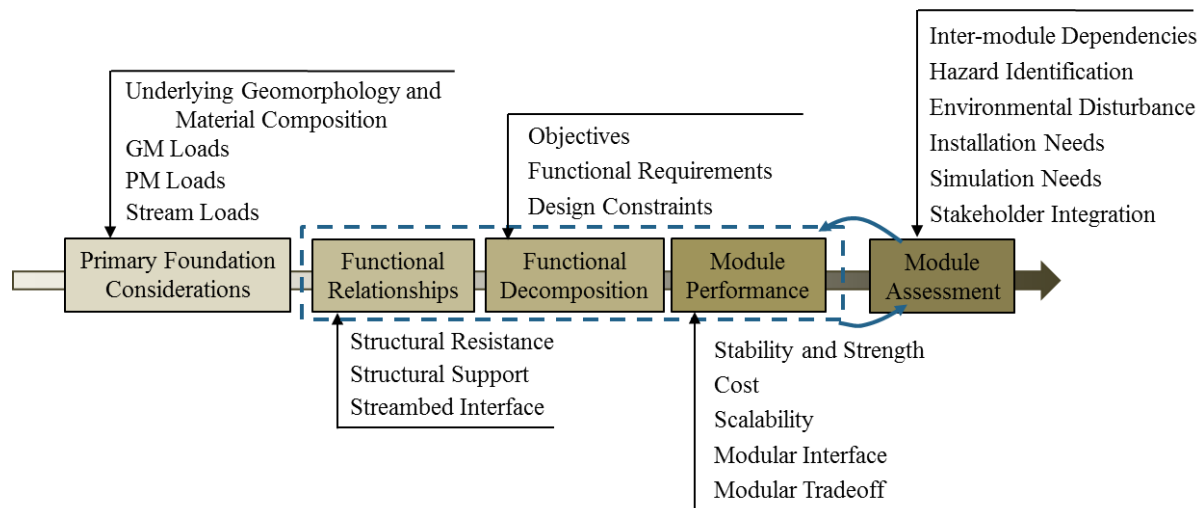 Underlying Geomorphology and
Material Composition
GM Loads
PM Loads
Stream Loads
Objectives
Functional Requirements
Design Constraints
Inter-module Dependencies
Hazard Identification
Environmental Disturbance
Installation Needs
Simulation Needs
Stakeholder Integration
Primary Foundation
Considerations
Functional
Relationships
Functional
Decomposition
Module
Performance
Module
Assessment
Structural Resistance
Structural Support
Streambed Interface
Stability and Strength
Cost
Scalability
Modular Interface
Modular Tradeoff